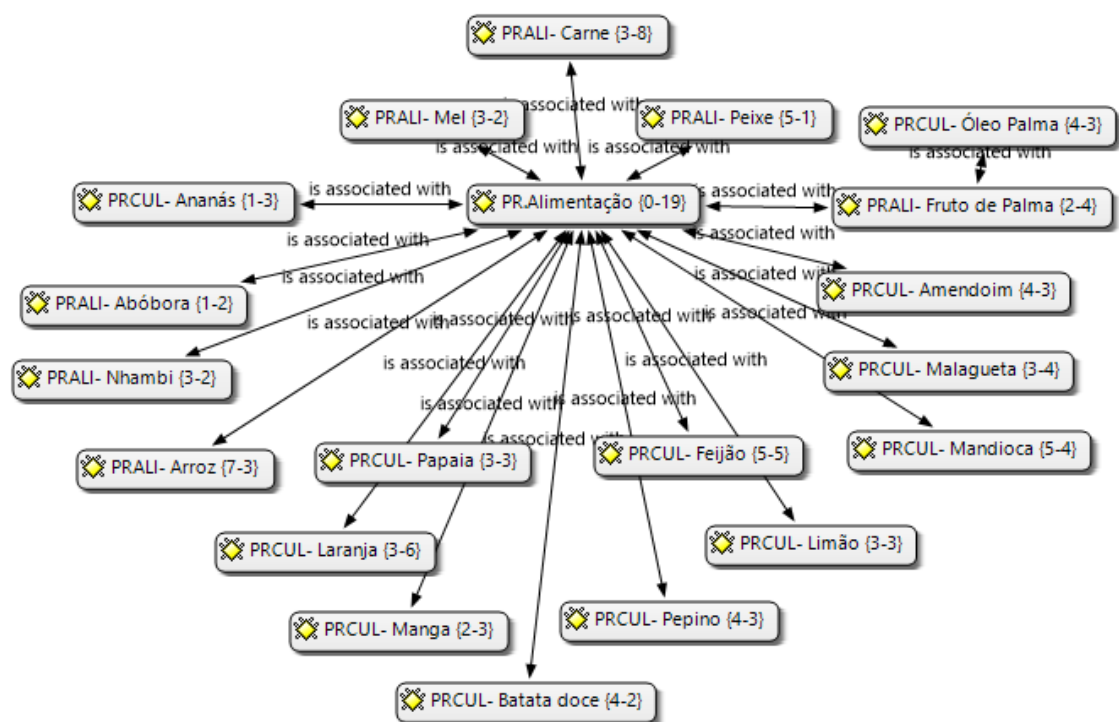 PRALI- Carne {3-8}
is associated with
PRALI- Mel {3-2}
PRALI- Peixe {5-1}
PRCUL- Óleo Palma {4-3}
is associated with
is associated with
is associated with
PRCUL- Ananás {1-3}
is associated with
PR.Alimentação {0-19}
is associated with
PRALI- Fruto de Palma {2-4}
is associated with
is associated with
is associated with
is associated with
PRALI- Abóbora {1-2}
PRCUL- Amendoim {4-3}
is associated with
is associated with
is associated with
is associated with
is associated with
is associated with
PRALI- Nhambi {3-2}
PRCUL- Malagueta {3-4}
is associated with
is associated with
is associated with
PRALI- Arroz {7-3}
PRCUL- Papaia {3-3}
PRCUL- Feijão {5-5}
PRCUL- Mandioca {5-4}
PRCUL- Laranja {3-6}
PRCUL- Limão {3-3}
PRCUL- Manga {2-3}
PRCUL- Pepino {4-3}
PRCUL- Batata doce {4-2}